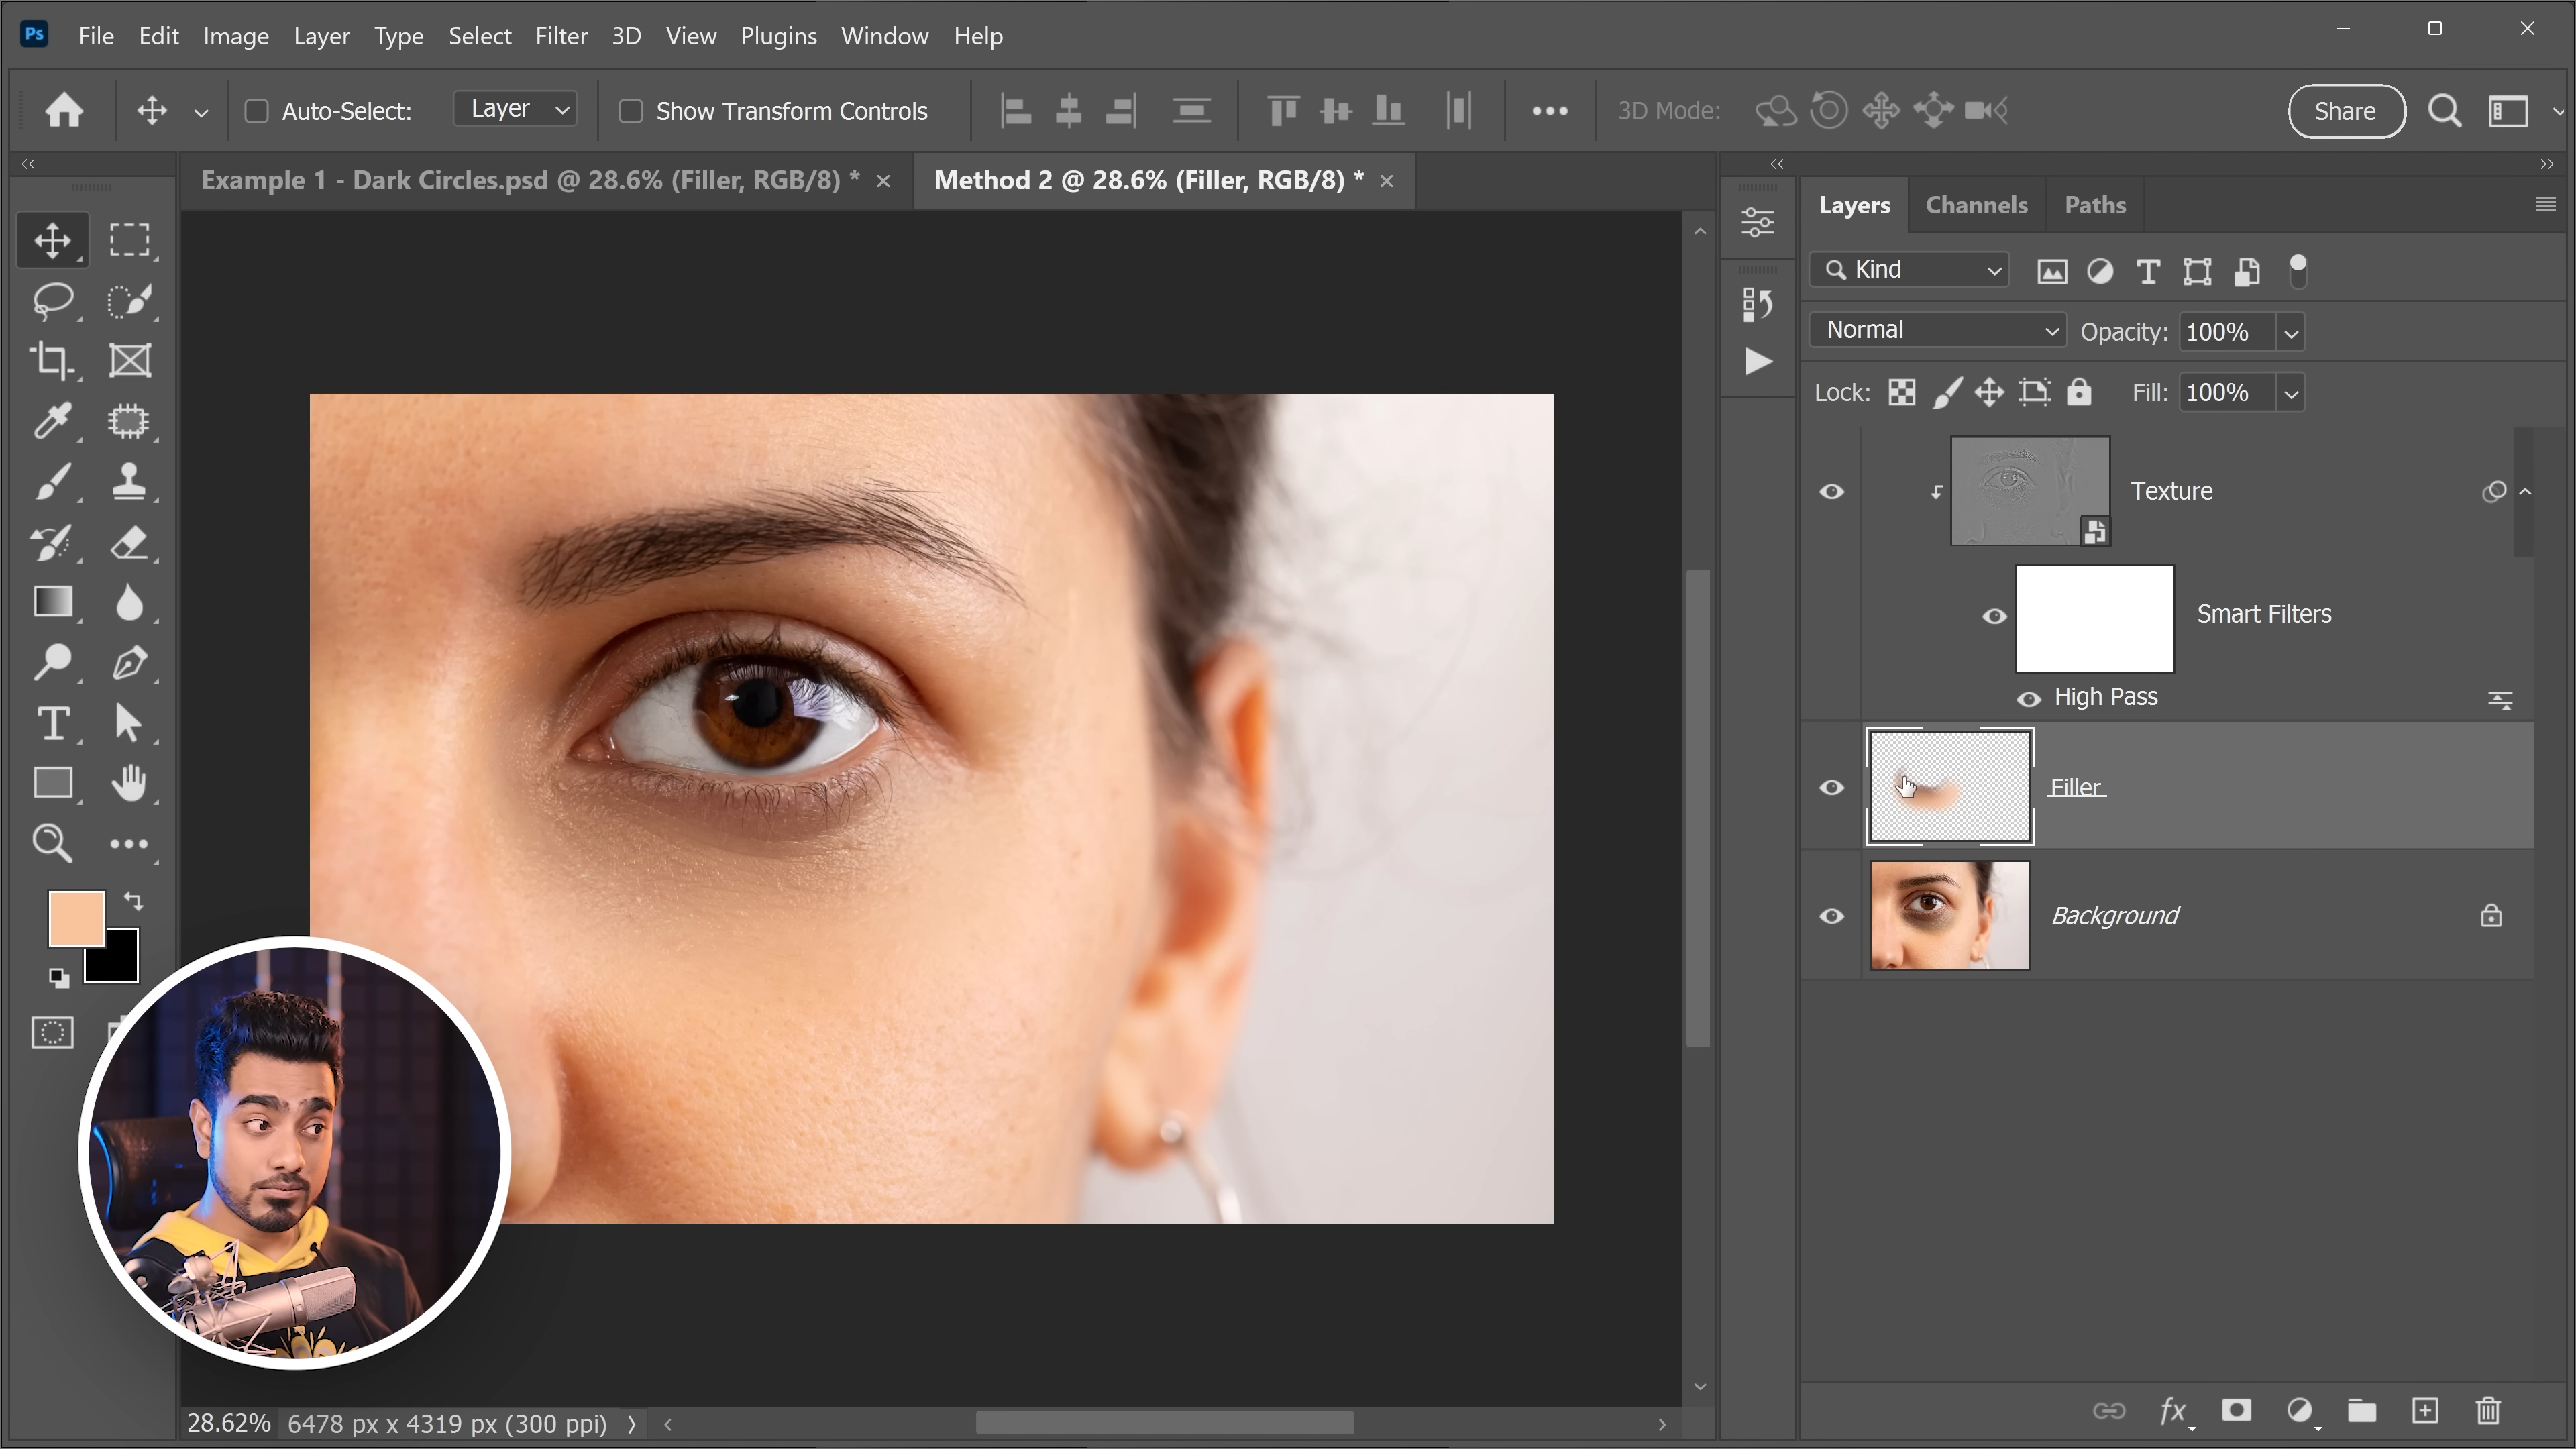 Ps File Edit Image Layer Type Select Filter 3D View Plugins Window Help
Auto-Select: Layer Show Transform Controls 3D Mode: Share
Example 1 - Dark Circles.psd @ 28.6% (Filler, RGB/8) *
Method 2 @ 28.6% (Filler, RGB/8) *
Layers Channels Paths
Kind
Normal Opacity: 100%
Lock: Fill: 100%
Texture
Smart Filters
High Pass
Filler
Background
28.62% 6478 px x 4319 px (300 ppi)
fx